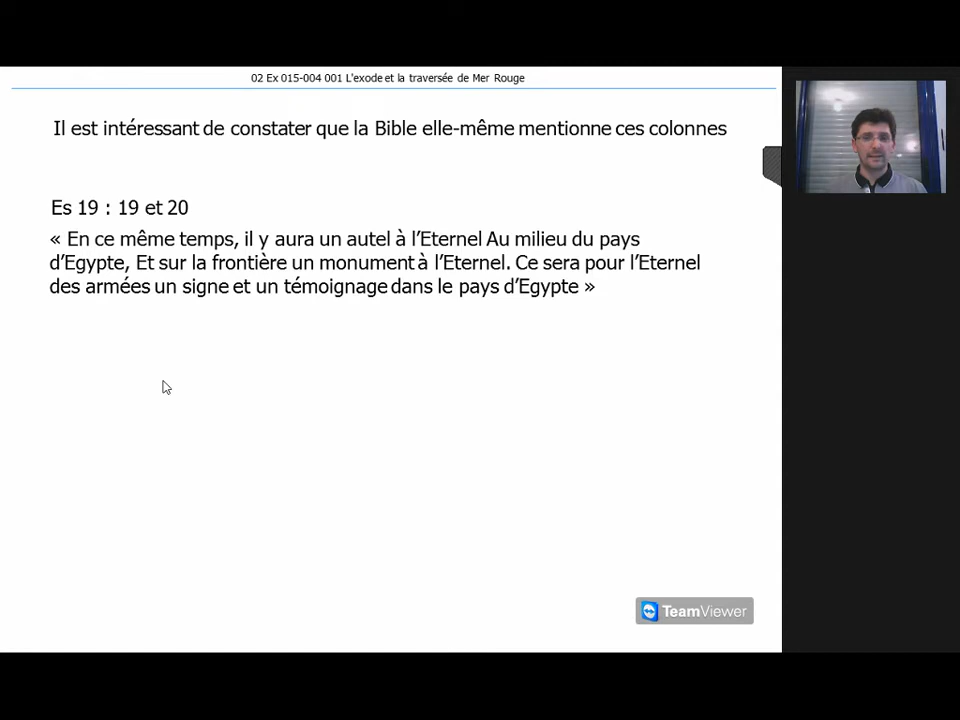 02 Ex 015-004 001 L'exode et la traversée de Mer Rouge
Il est intéressant de constater que la Bible elle-même mentionne ces colonnes
Es 19 : 19 et 20
« En ce même temps, il y aura un autel à l'Eternel Au milieu du pays
d'Egypte, Et sur la frontière un monument à l'Eternel. Ce sera pour l'Eternel
des armées un signe et un témoignage dans le pays d'Egypte »
TeamViewer